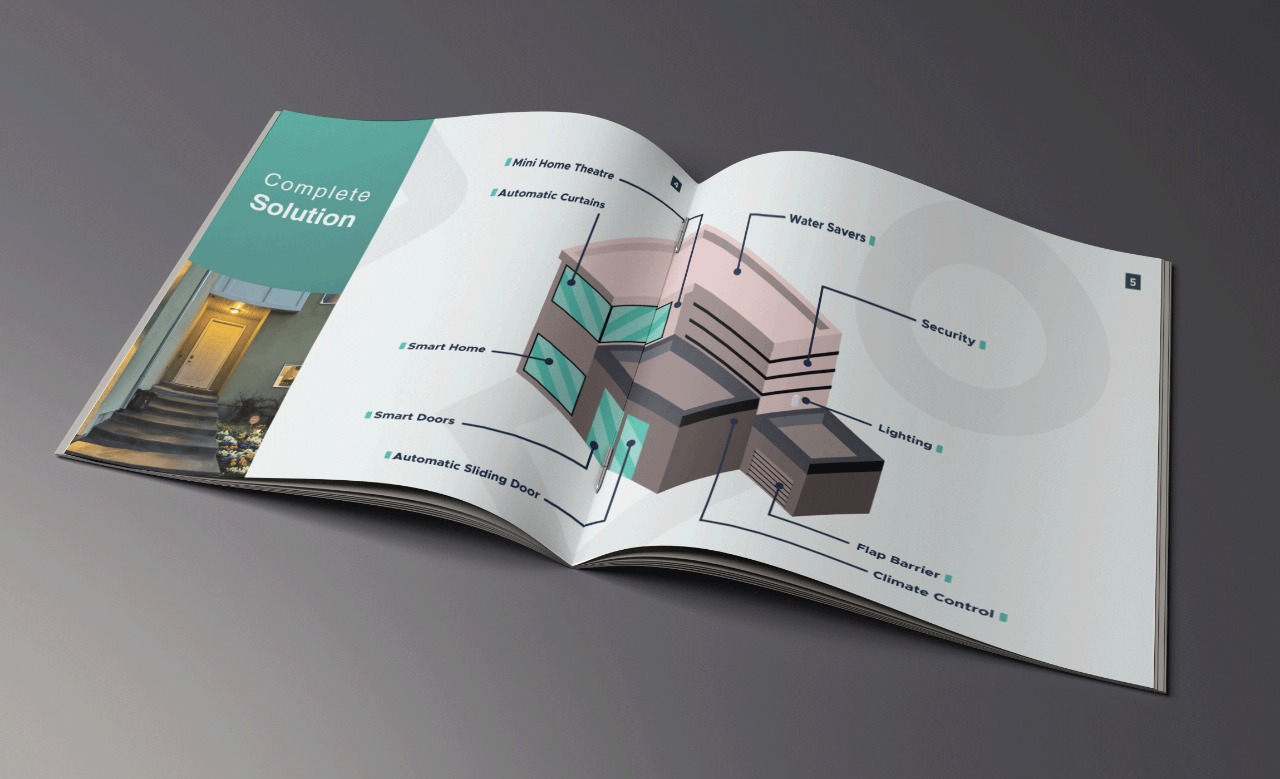 Complete
Solution
Mini Home Theatre
4
Automatic Curtains
Smart Home
Smart Doors
Automatic Sliding Door
Water Savers
5
Security
Lighting
Flap Barrier
Climate Control